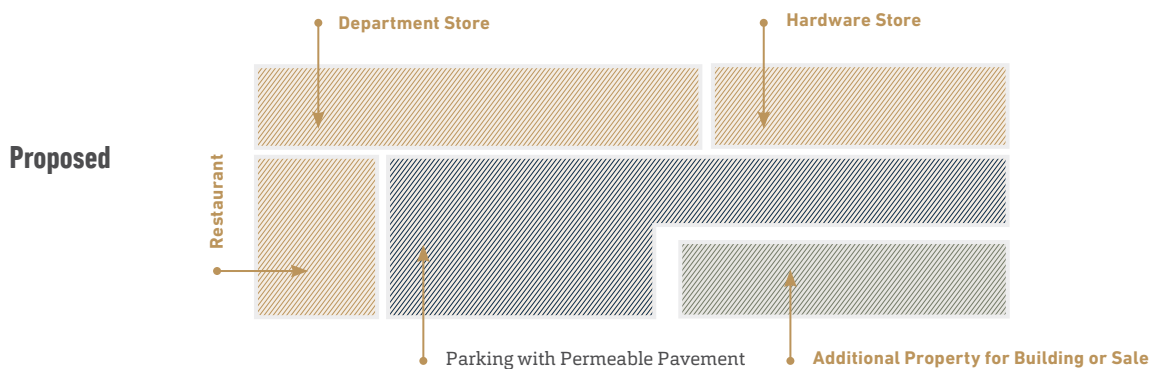 Department Store
Hardware Store
Proposed
Restaurant
Parking with Permeable Pavement
Additional Property for Building or Sale